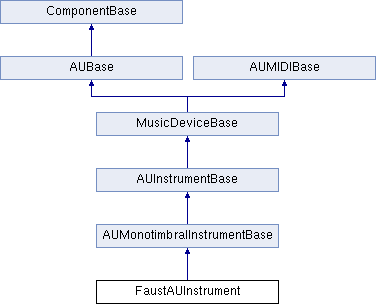 ComponentBase
AUBase
AUMIDIBase
MusicDeviceBase
AUInstrumentBase
AUMonotimbralInstrumentBase
FaustAUInstrument